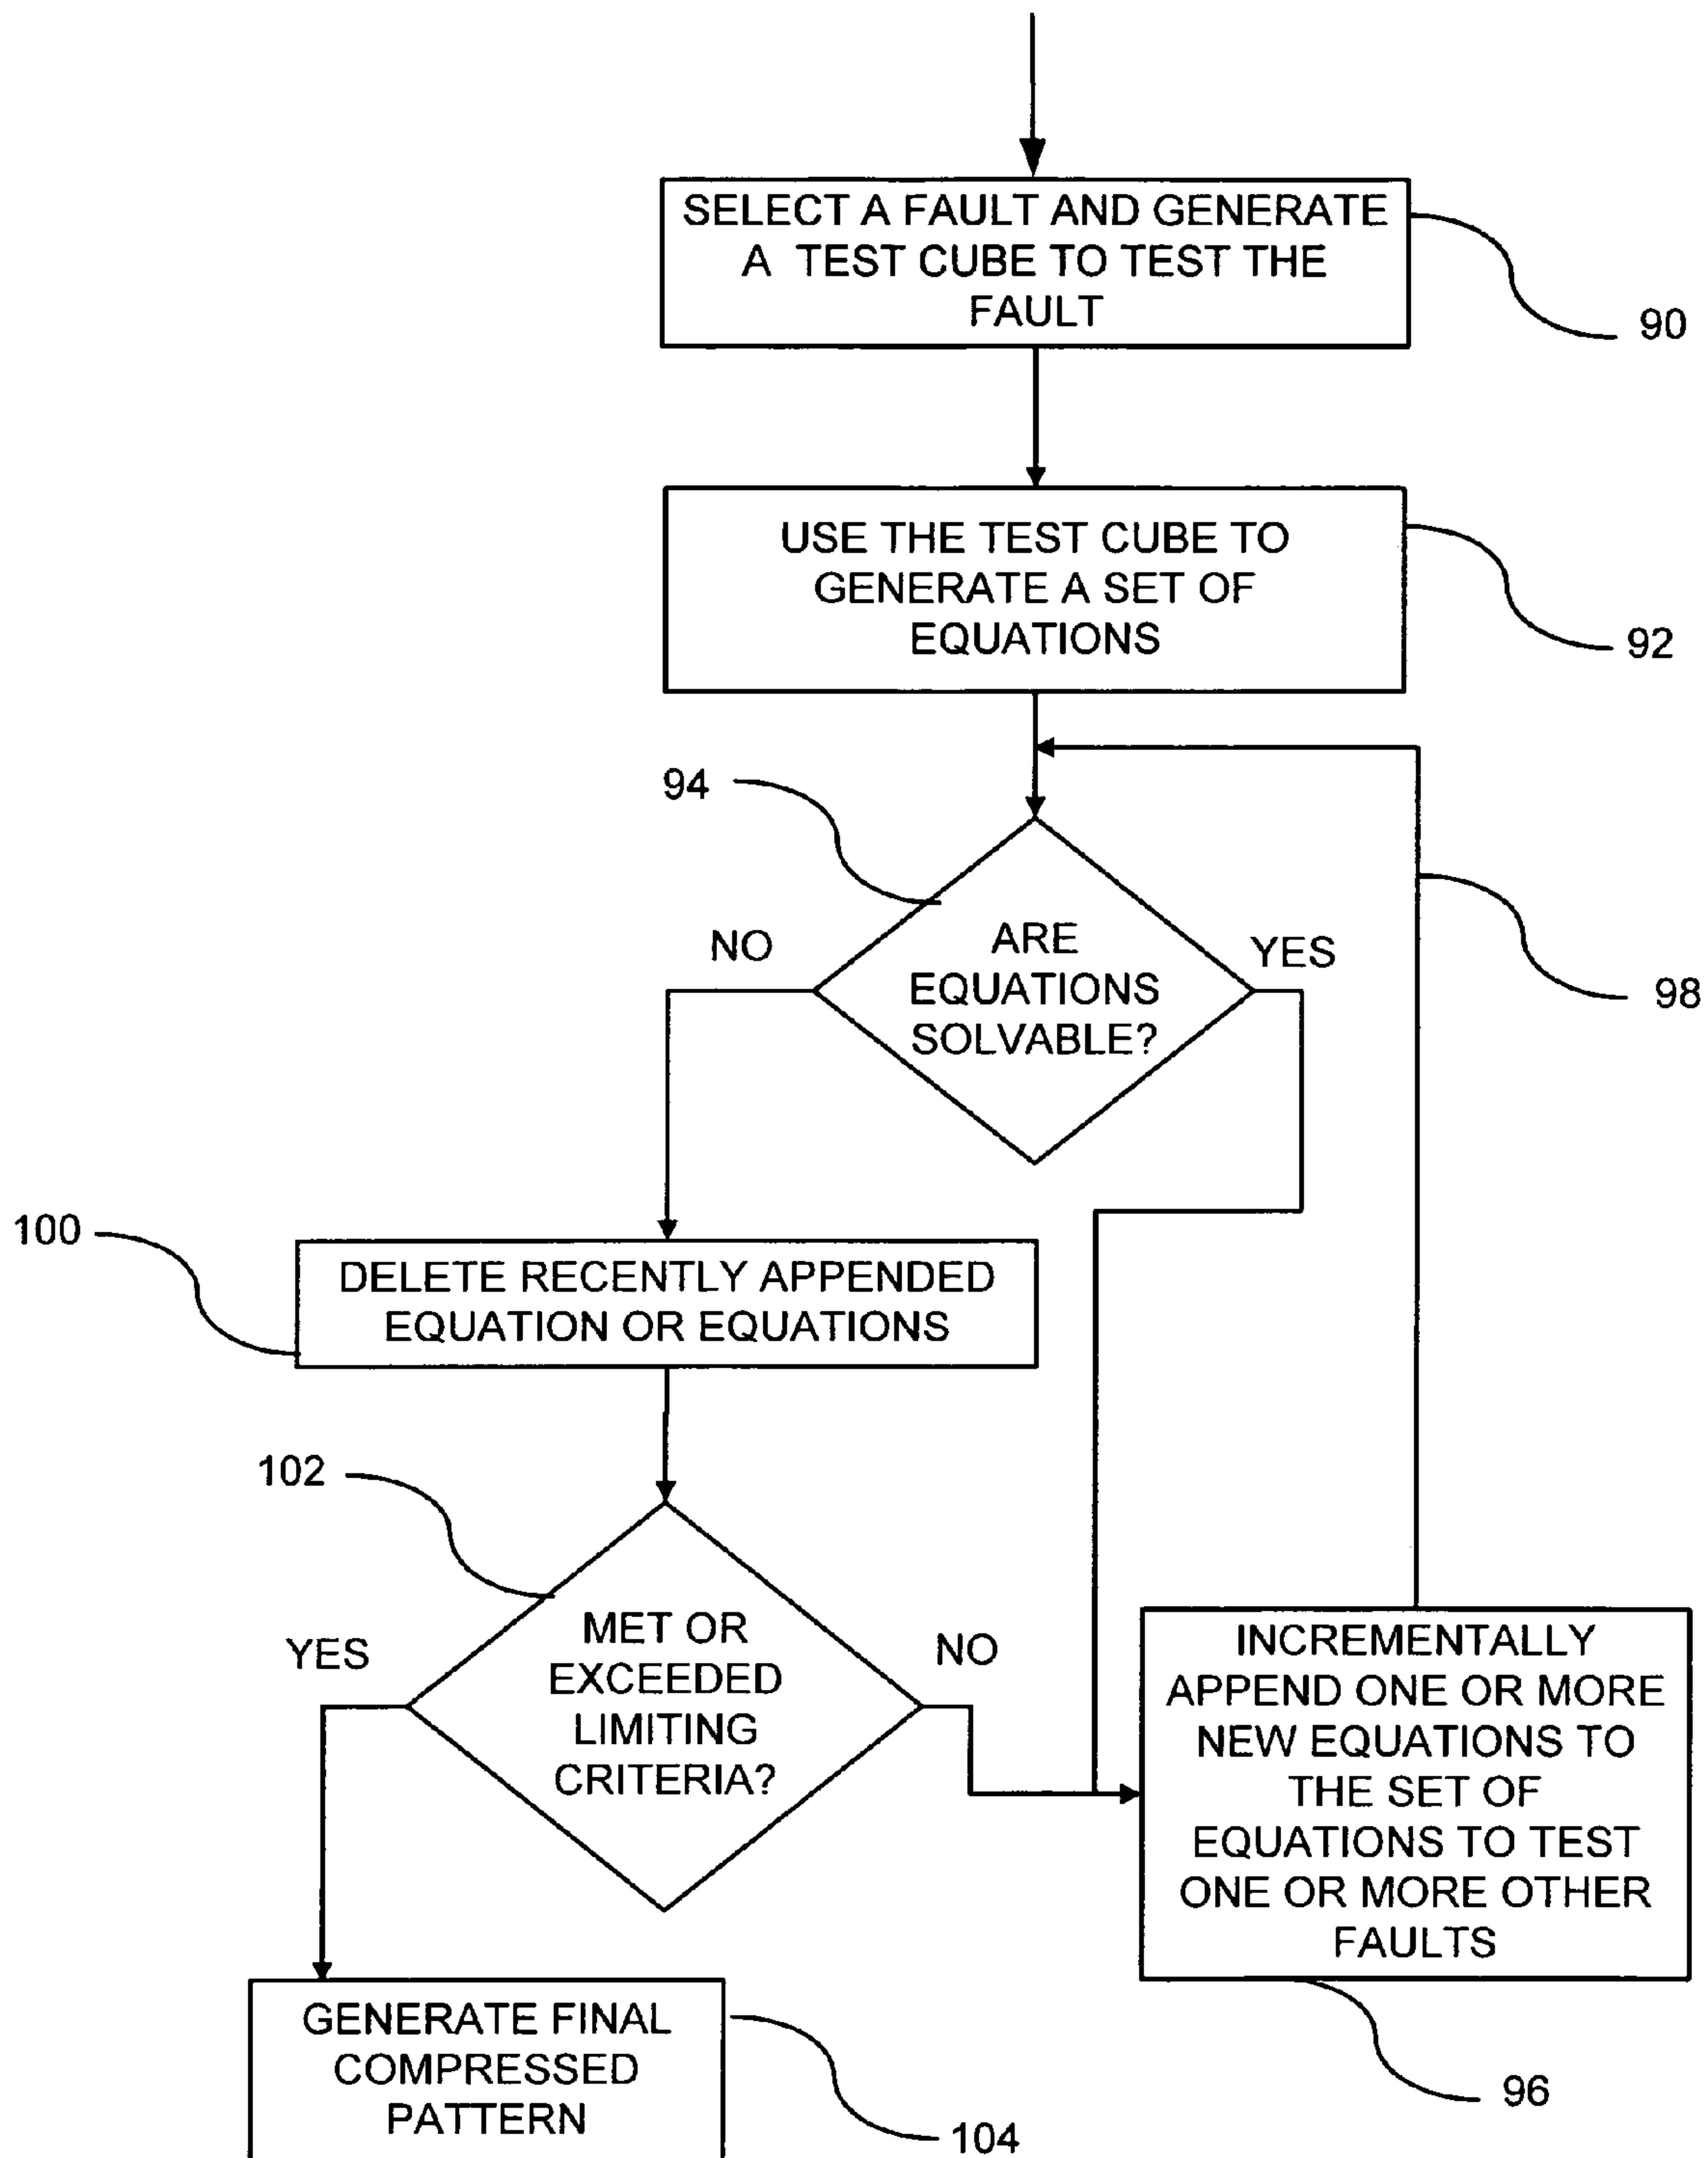 SELECT A FAULT AND GENERATE
A TEST CUBE TO TEST THE
FAULT
90
USE THE TEST CUBE TO
GENERATE A SET OF
EQUATIONS
92
94
NO
ARE
EQUATIONS
SOLVABLE?
YES
98
100
DELETE RECENTLY APPENDED
EQUATION OR EQUATIONS
102
YES
MET OR
EXCEEDED
LIMITING
CRITERIA?
NO
INCREMENTALLY
APPEND ONE OR MORE
NEW EQUATIONS TO
THE SET OF
EQUATIONS TO TEST
ONE OR MORE OTHER
FAULTS
96
GENERATE FINAL
COMPRESSED
PATTERN
104